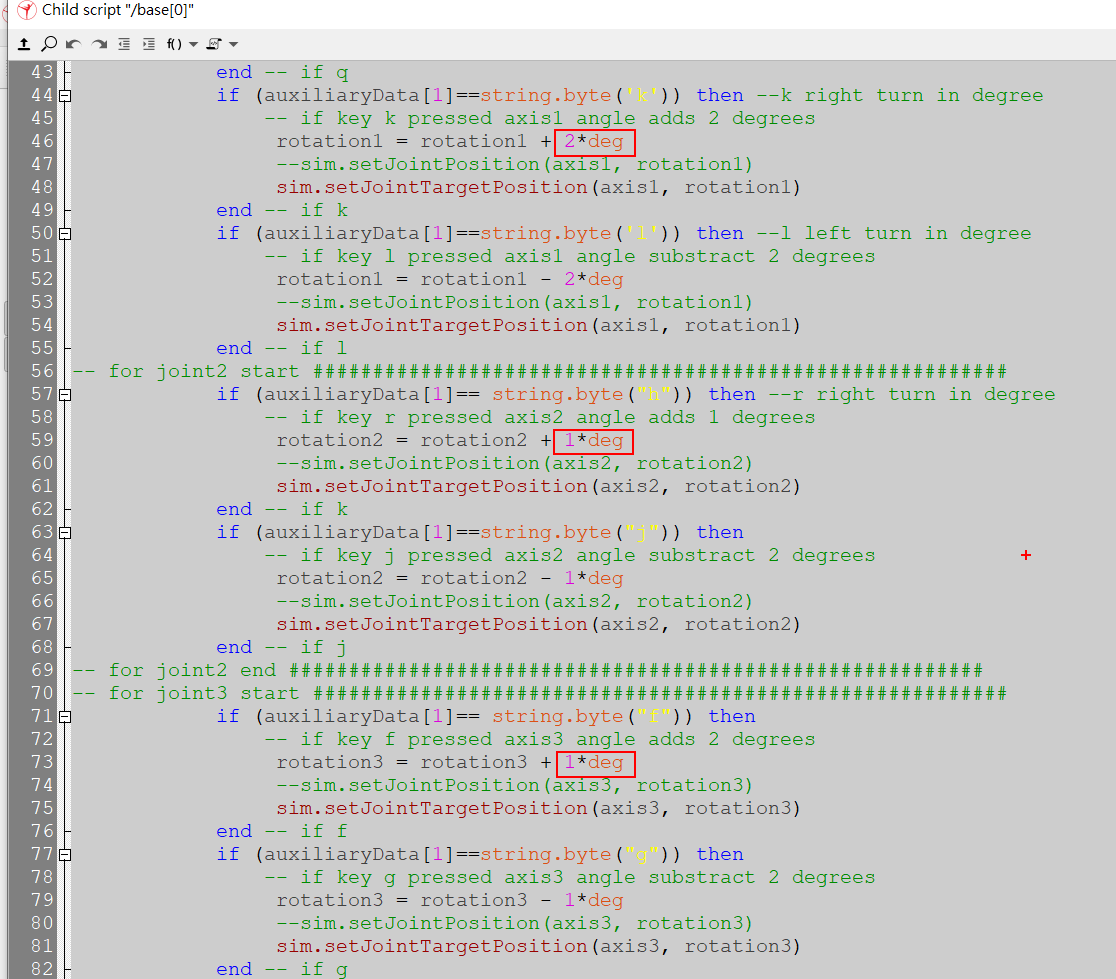 Child script "/base[0]"
f()
43 end -- if q
44 if (auxiliaryData[1]==string.byte('k')) then --k right turn in degree
45 -- if key k pressed axis1 angle adds 2 degrees
46 rotation1 = rotation1 + 2*deg
47 --sim.setJointPosition(axis1, rotation1)
48 sim.setJointTargetPosition(axis1, rotation1)
49 end -- if k
50 if (auxiliaryData[1]==string.byte('l')) then --l left turn in degree
51 -- if key l pressed axis1 angle substract 2 degrees
52 rotation1 = rotation1 - 2*deg
53 --sim.setJointPosition(axis1, rotation1)
54 sim.setJointTargetPosition(axis1, rotation1)
55 end -- if l
56 -- for joint2 start ##########################################################
57 if (auxiliaryData[1]== string.byte("h")) then --r right turn in degree
58 -- if key r pressed axis2 angle adds 1 degrees
59 rotation2 = rotation2 + 1*deg
60 --sim.setJointPosition(axis2, rotation2)
61 sim.setJointTargetPosition(axis2, rotation2)
62 end -- if k
63 if (auxiliaryData[1]==string.byte("j")) then
64 -- if key j pressed axis2 angle substract 2 degrees
65 rotation2 = rotation2 - 1*deg
66 --sim.setJointPosition(axis2, rotation2)
67 sim.setJointTargetPosition(axis2, rotation2)
68 end -- if j
69 -- for joint2 end ##########################################################
70 -- for joint3 start ##########################################################
71 if (auxiliaryData[1]== string.byte("f")) then
72 -- if key f pressed axis3 angle adds 2 degrees
73 rotation3 = rotation3 + 1*deg
74 --sim.setJointPosition(axis3, rotation3)
75 sim.setJointTargetPosition(axis3, rotation3)
76 end -- if f
77 if (auxiliaryData[1]==string.byte("g")) then
78 -- if key g pressed axis3 angle substract 2 degrees
79 rotation3 = rotation3 - 1*deg
80 --sim.setJointPosition(axis3, rotation3)
81 sim.setJointTargetPosition(axis3, rotation3)
82 end -- if g